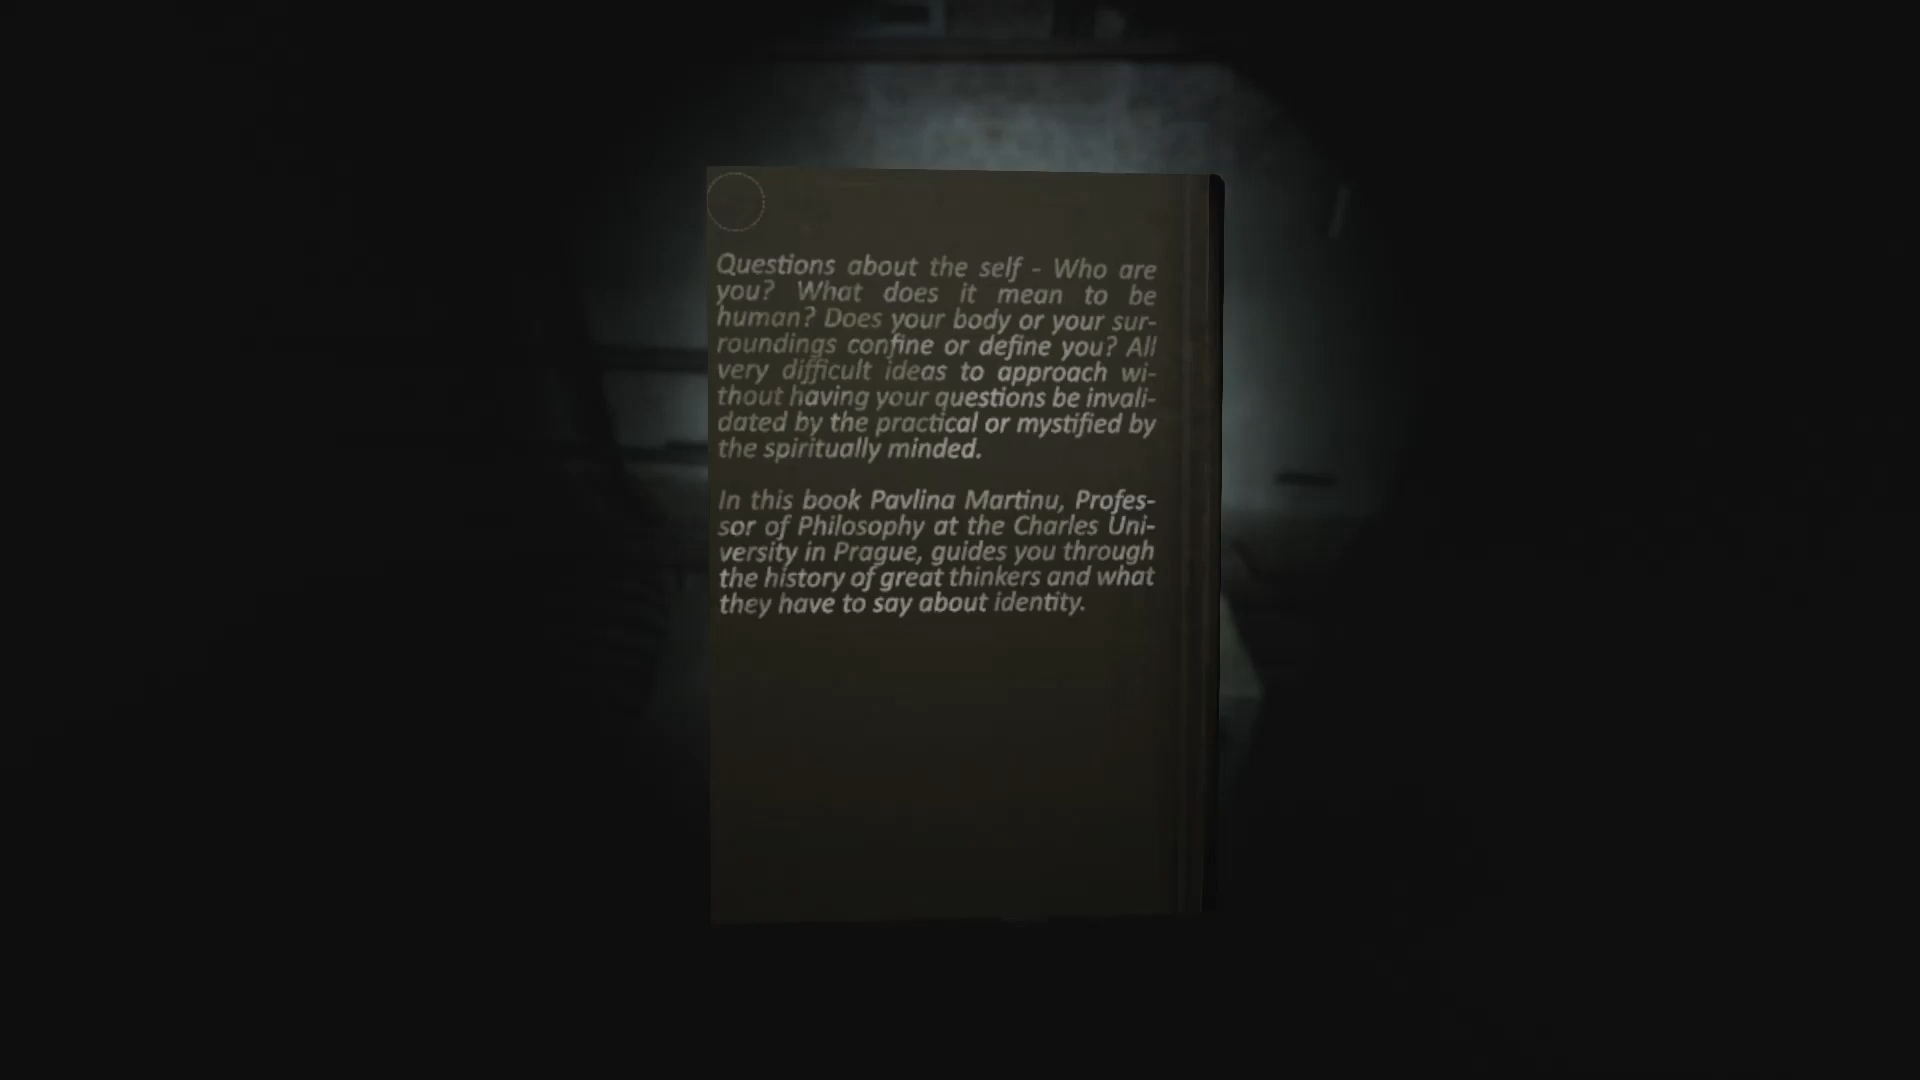 Questions about the self - Who are
you? What does it mean to be
human? Does your body or your sur-
roundings confine or define you? All
very difficult ideas to approach wi-
thout having your questions be invali-
dated by the practical or mystified by
the spiritually minded.
In this book Pavlina Martinu, Profes-
sor of Philosophy at the Charles Uni-
versity in Prague, guides you through
the history of great thinkers and what
they have to say about identity.